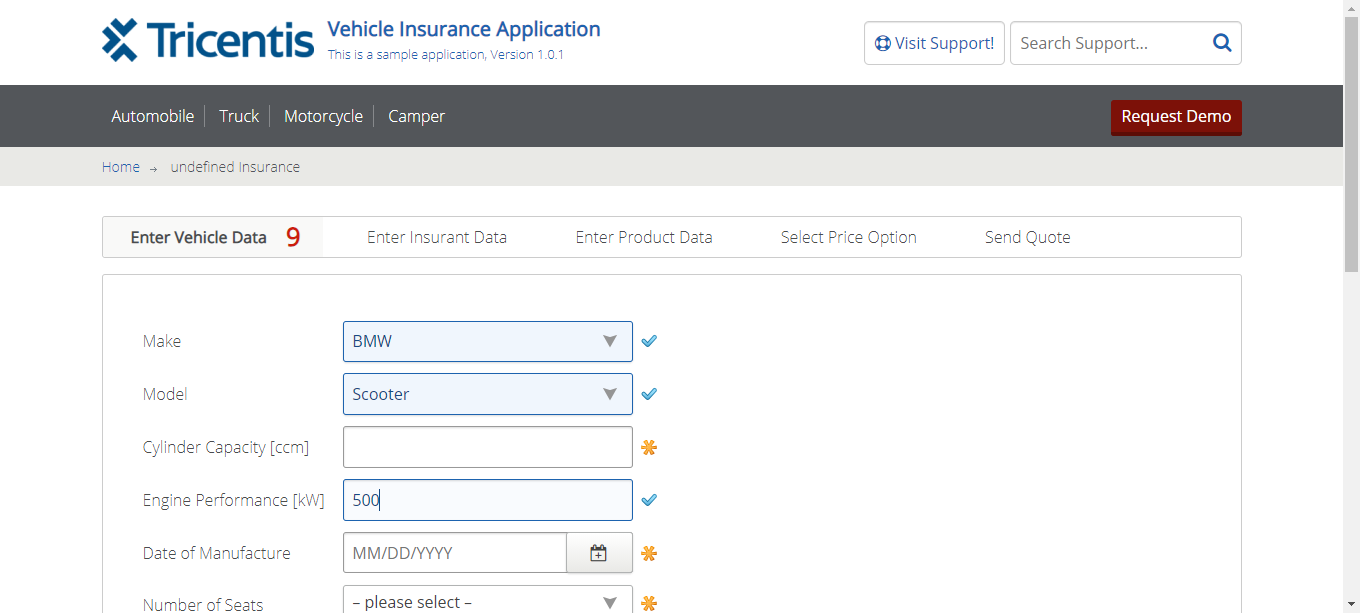 Tricentis
Vehicle Insurance Application
This is a sample application, Version 1.0.1
Visit Support!
Search Support...
Automobile
Truck
Motorcycle
Camper
Request Demo
Home → undefined Insurance
Enter Vehicle Data 9
Enter Insurant Data
Enter Product Data
Select Price Option
Send Quote
Make
BMW
Model
Scooter
Cylinder Capacity [ccm]
Engine Performance [kW]
500
Date of Manufacture
MM/DD/YYYY
Number of Seats
– please select –